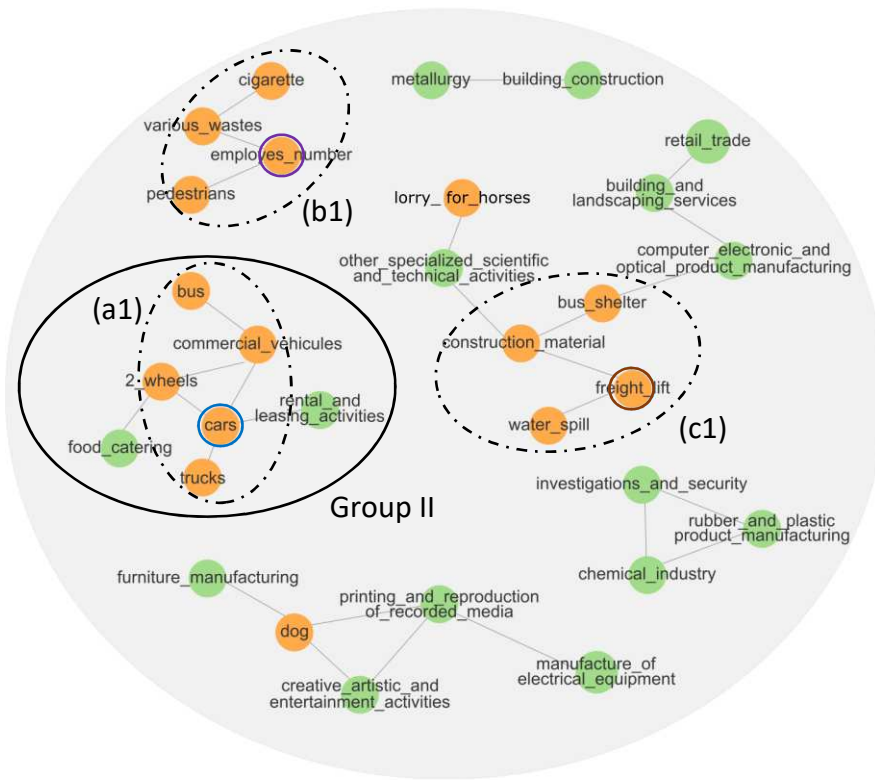 cigarette
metallurgy
building_construction
various_wastes
employes_number
retail_trade
pedestrians
(b1)
lorry_ for_horses
building_and
landscaping_services
other_specialized_scientific
and_technical_activities
computer_electronic_and
optical_product_manufacturing
bus
(a1)
bus_shelter
commercial_vehicules
construction_material
2_wheels
freight_lift
rental_and
leasing_activities
cars
water_spill
(c1)
food_catering
trucks
Group II
investigations_and_security
rubber_and_plastic
product_manufacturing
furniture_manufacturing
chemical_industry
printing_and_reproduction
of_recorded_media
dog
manufacture_of
electrical_equipment
creative_artistic_and
entertainment_activities